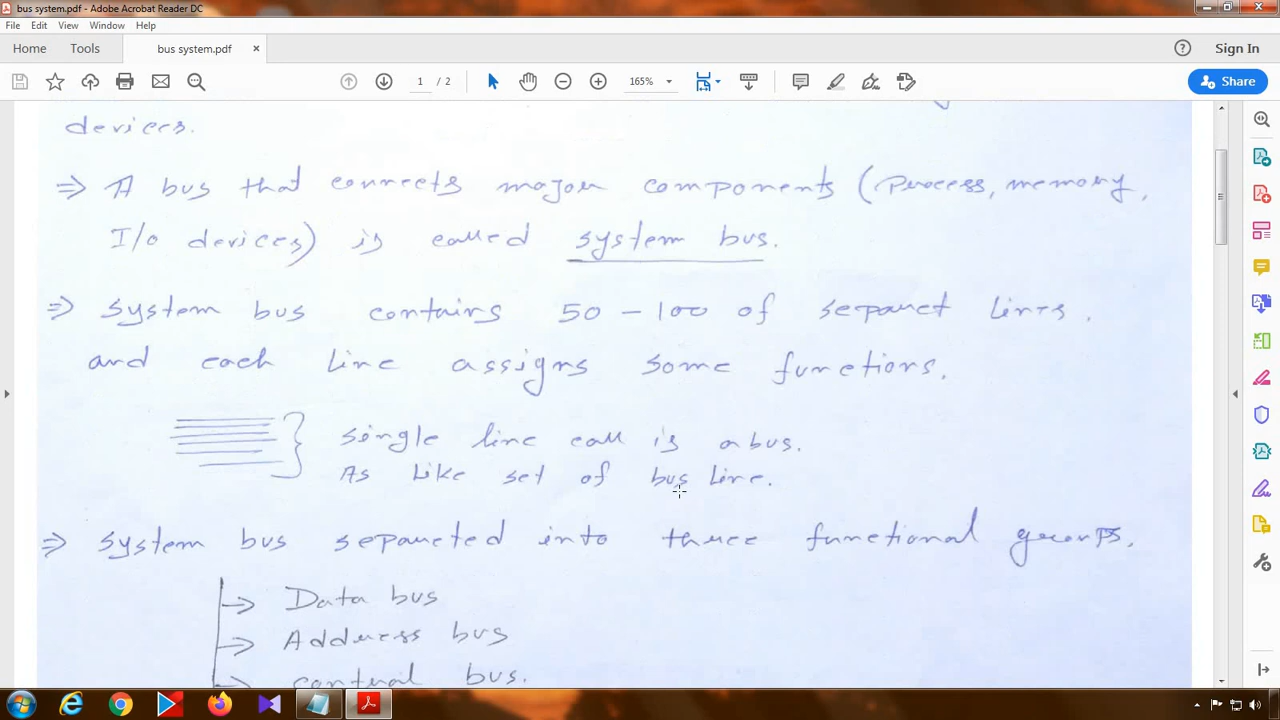 bus system.pdf - Adobe Acrobat Reader DC
File Edit View Window Help
Home Tools bus system.pdf × Sign In
1 / 2 165% Share
devices.
⇒ A bus that connects major components (Process, memory,
I/o devices) is called system bus.
⇒ system bus contains 50 - 100 of separet lines.
and each line assigns some functions.
single line call is a bus.
As like set of bus line.
⇒ system bus separeted into three functional groups.
→ Data bus
→ Address bus
→ contral bus.